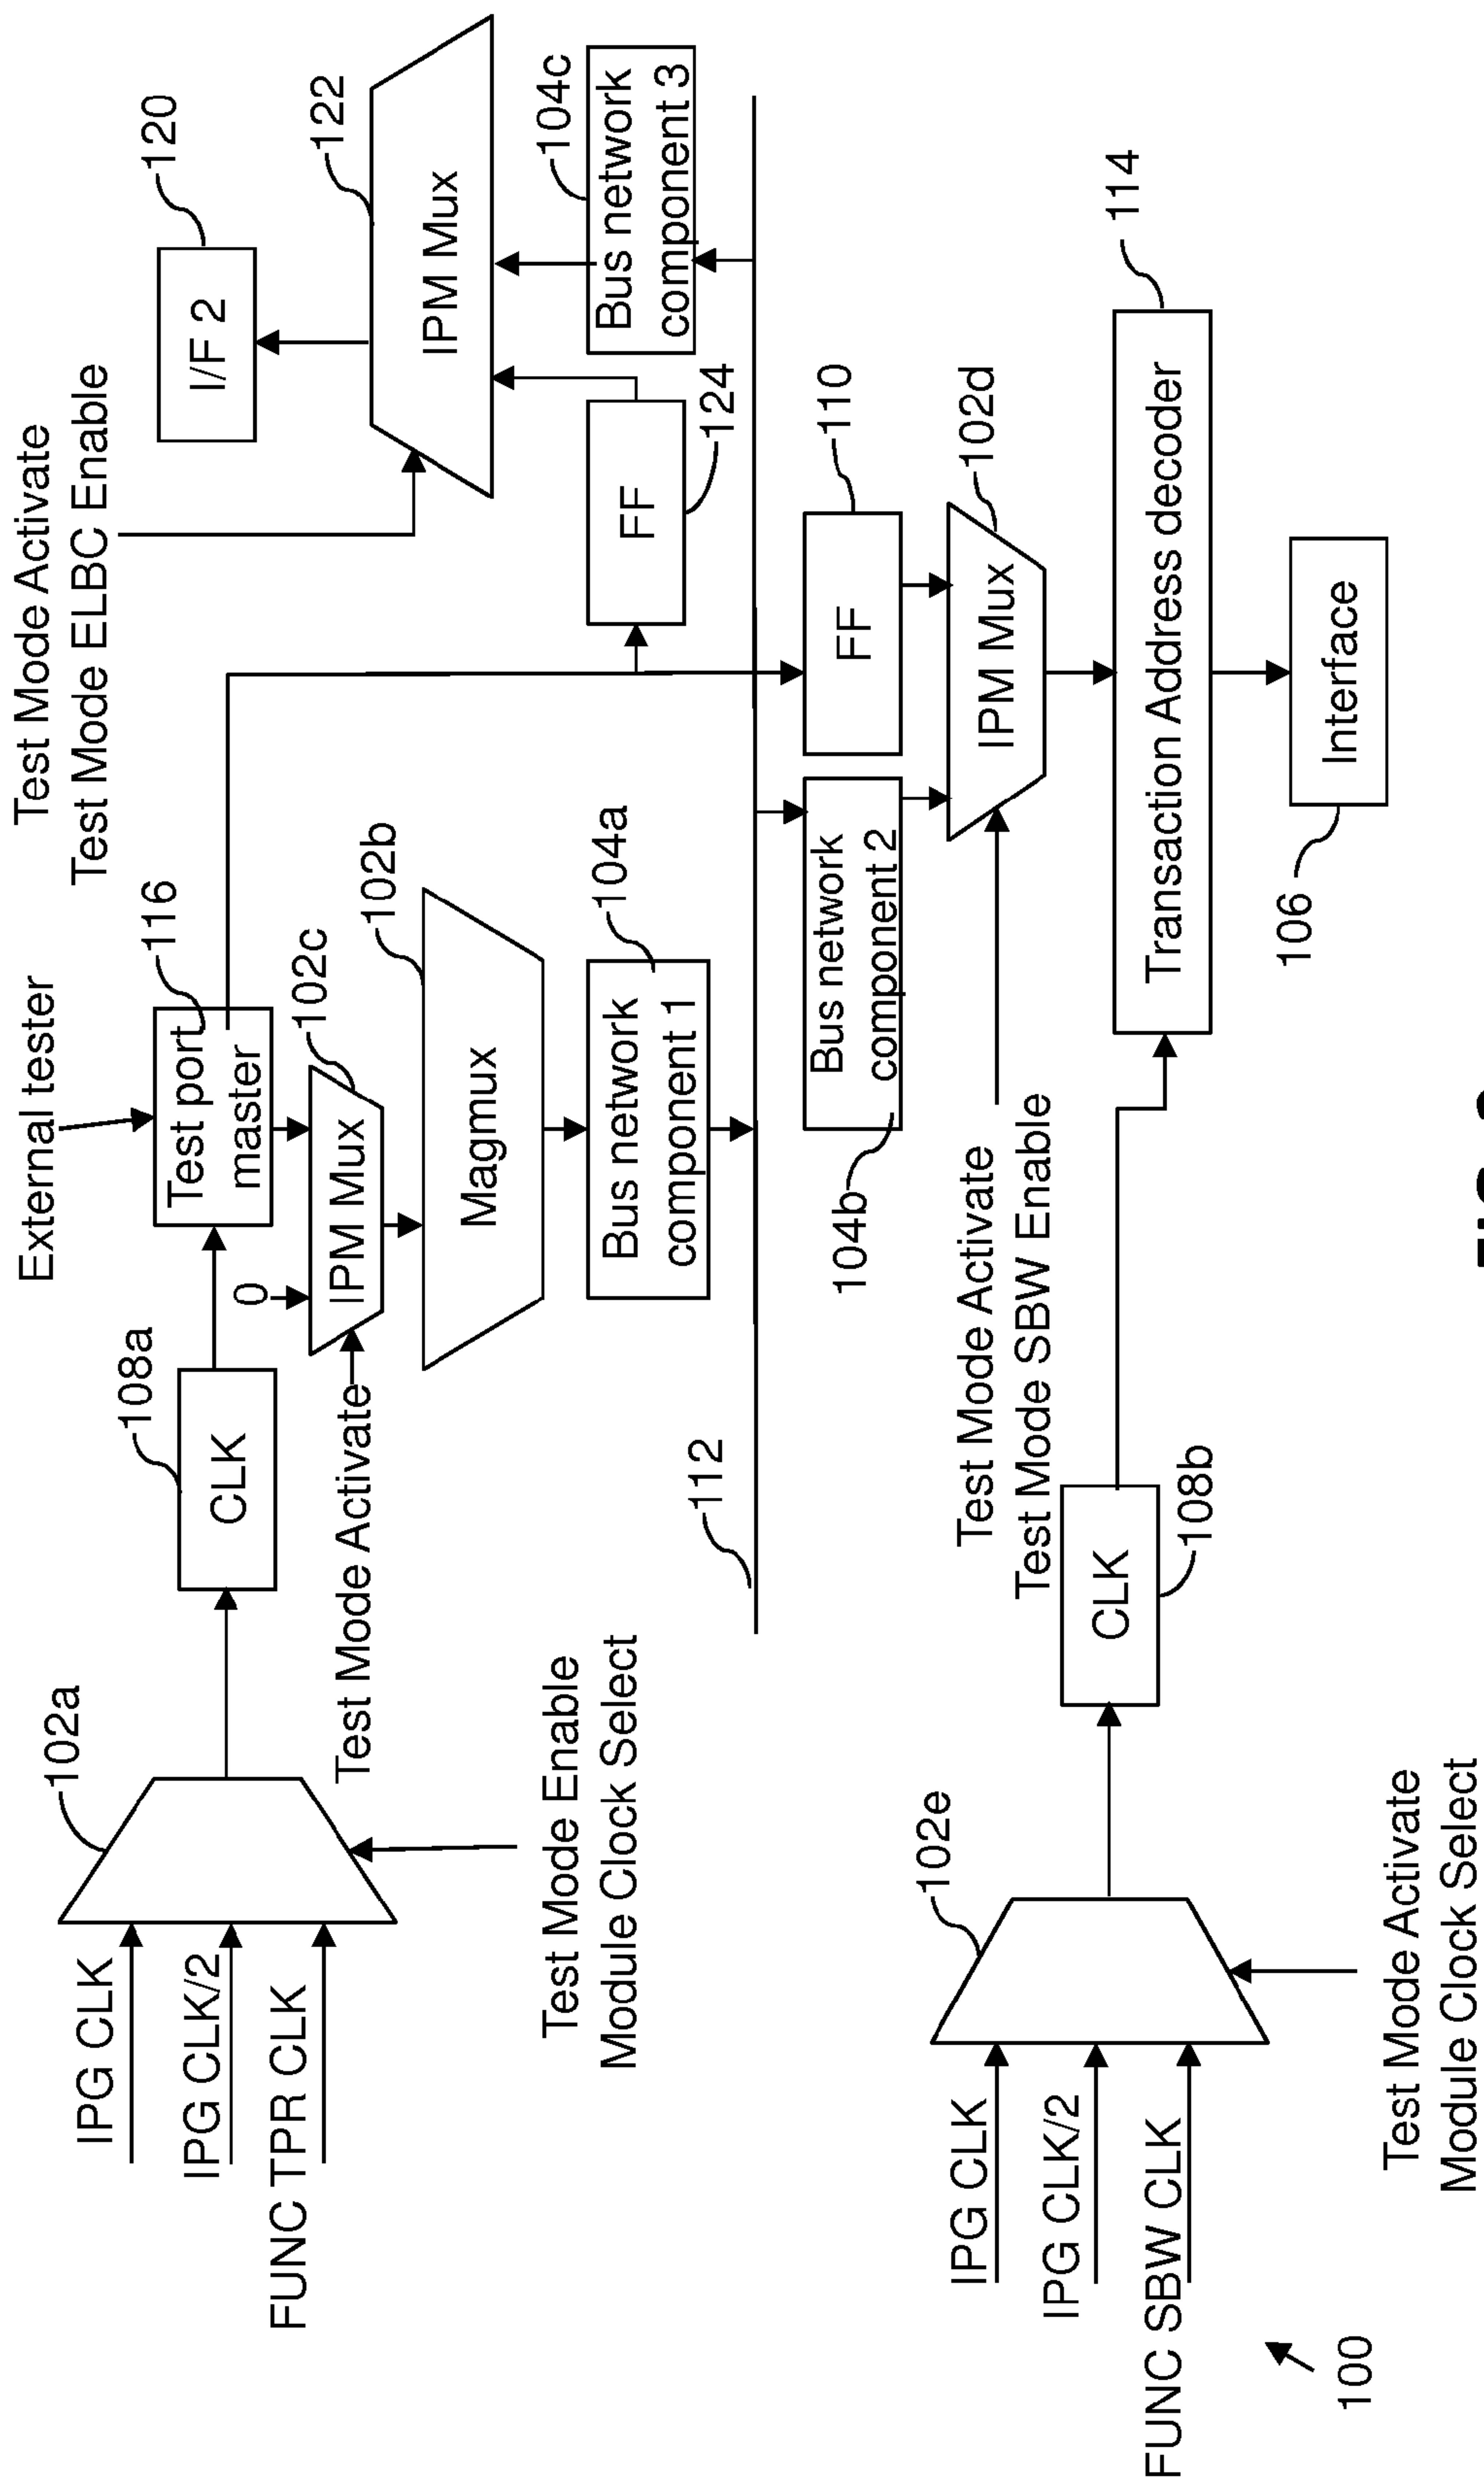 External tester
116
Test port
master
Test Mode Activate
Test Mode ELBC Enable
120
I/F 2
122
IPM Mux
104c
Bus network
component 3
102a
IPG CLK
IPG CLK/2
FUNC TPR CLK
108a
CLK
0
102c
IPM Mux
Test Mode Activate
102b
Magmux
Test Mode Enable
Module Clock Select
104a
Bus network
component 1
FF
124
112
110
FF
Bus network
component 2
104b
102d
IPM Mux
Test Mode Activate
Test Mode SBW Enable
114
Transaction Address decoder
102e
IPG CLK
IPG CLK/2
FUNC SBW CLK
CLK
108b
106
Interface
Test Mode Activate
Module Clock Select
100